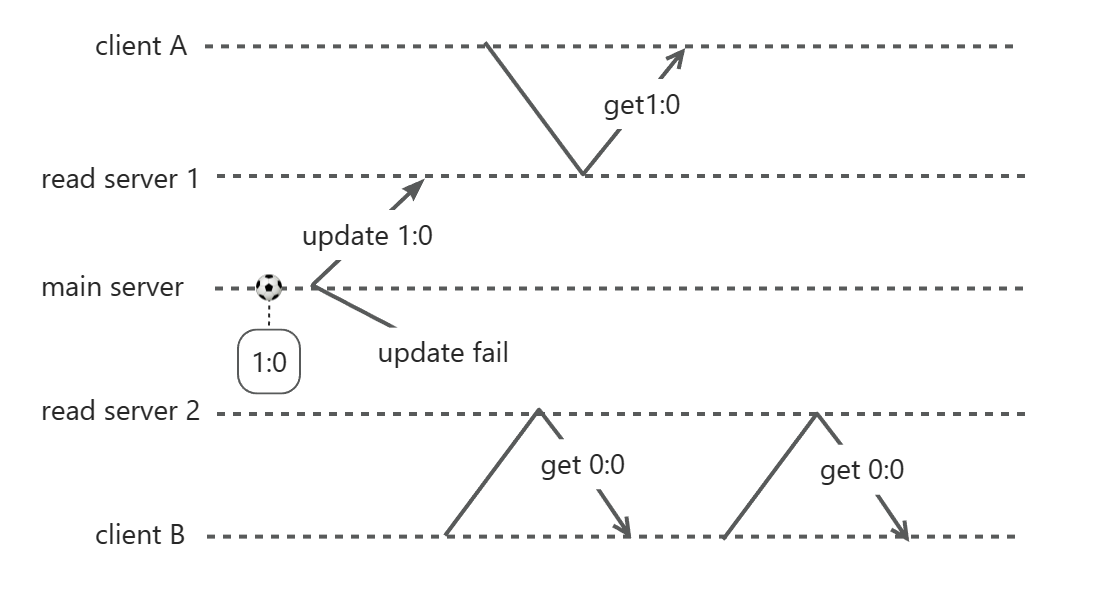 client A
get1:0
read server 1
update 1:0
main server
1:0
update fail
read server 2
get 0:0
get 0:0
client B